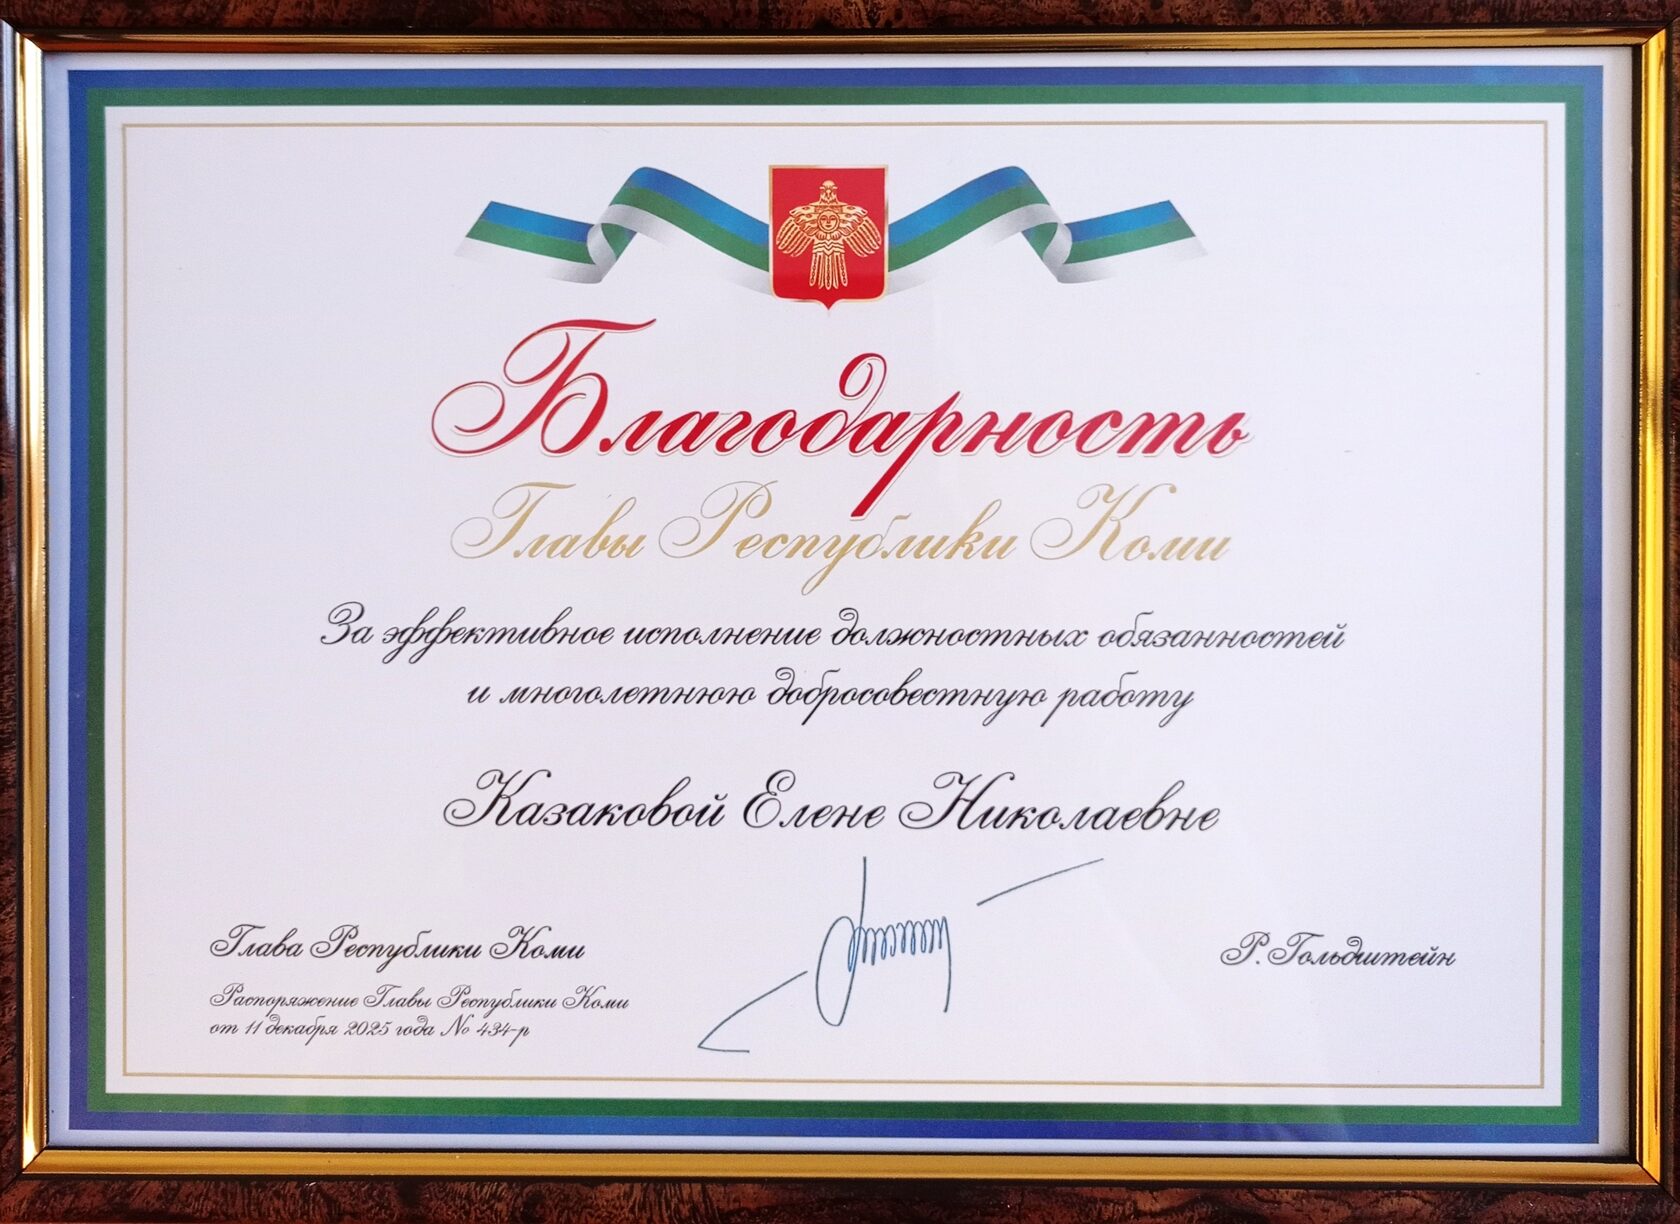 Благодарность
Главы Республики Коми
За эффективное исполнение должностных обязанностей
и многолетнюю добросовестную работу
Казаковой Елене Николаевне
Глава Республики Коми
Р. Гольдштейн
Распоряжение Главы Республики Коми
от 11 декабря 2025 года № 434-р